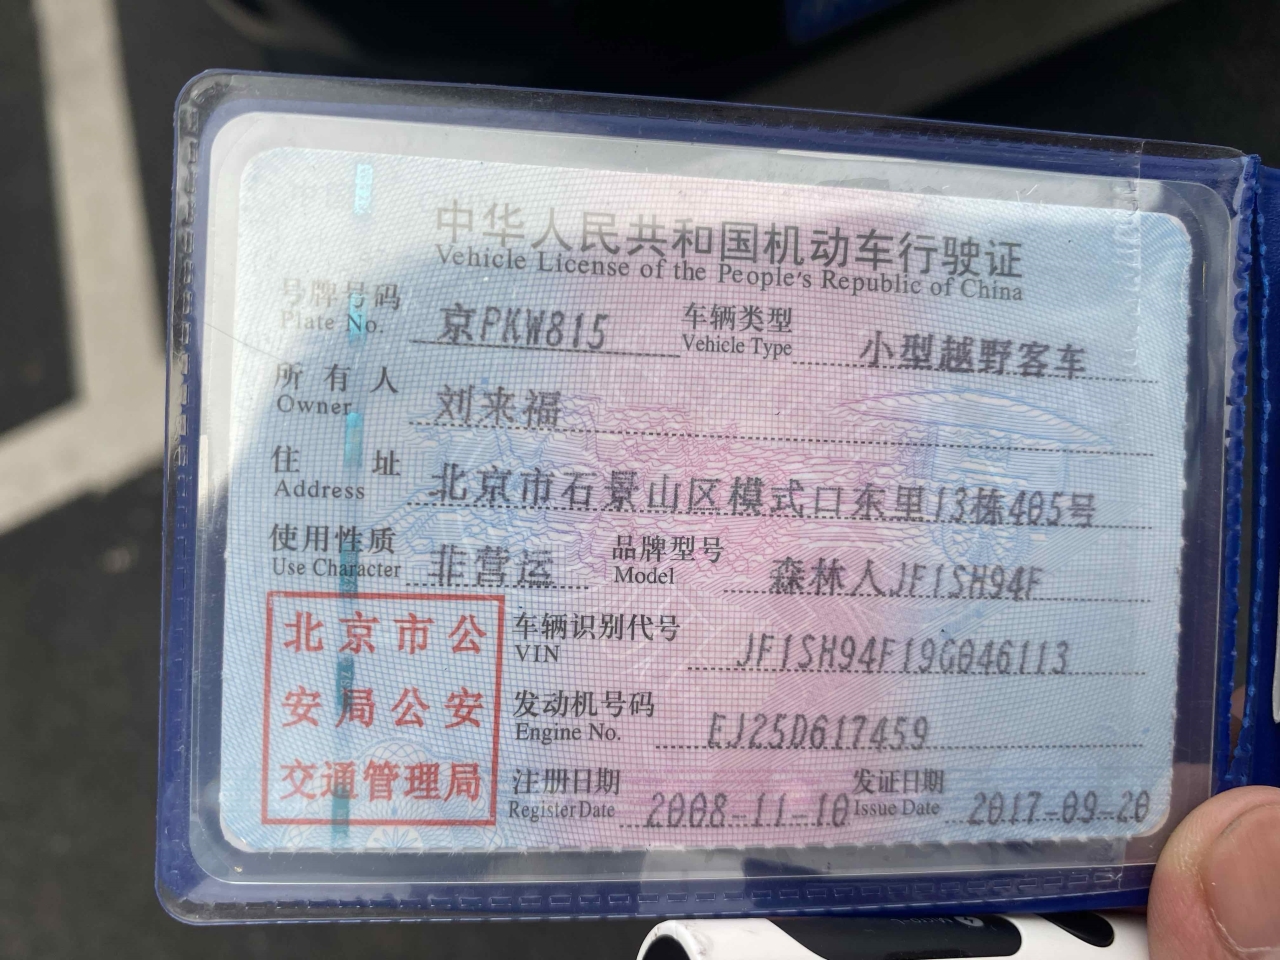 中华人民共和国机动车行驶证
Vehicle License of the People's Republic of China
号牌号码 京PKW815 车辆类型 小型越野客车
Plate No. Vehicle Type
所有人 刘来福
Owner
住址 北京市石景山区模式口东里13栋405号
Address
使用性质 非营运 品牌型号 森林人JF1SH94F
Use Character Model
北京市公
安局公安
交通管理局
车辆识别代号 JF1SH94F19G046113
VIN
发动机号码 EJ25D617459
Engine No.
注册日期 2008-11-10 发证日期 2017-09-20
Register Date Issue Date